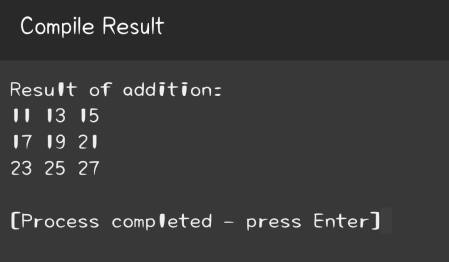 Compile Result
Result of addition:
11 13 15
17 19 21
23 25 27
[Process completed - press Enter]